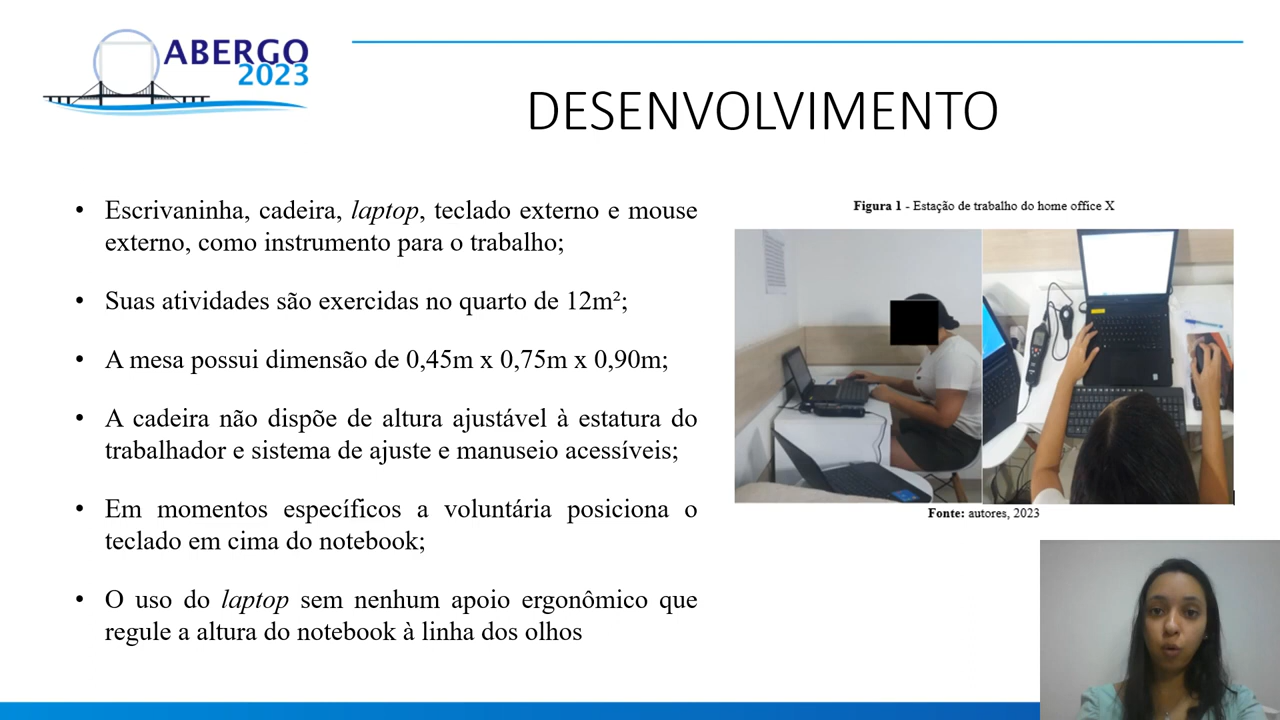 ABERGO
2023
DESENVOLVIMENTO
• Escrivaninha, cadeira, laptop, teclado externo e mouse
externo, como instrumento para o trabalho;
• Suas atividades são exercidas no quarto de 12m²;
• A mesa possui dimensão de 0,45m x 0,75m x 0,90m;
• A cadeira não dispõe de altura ajustável à estatura do
trabalhador e sistema de ajuste e manuseio acessíveis;
• Em momentos específicos a voluntária posiciona o
teclado em cima do notebook;
• O uso do laptop sem nenhum apoio ergonômico que
regule a altura do notebook à linha dos olhos
Figura 1 - Estação de trabalho do home office X
Fonte: autores, 2023